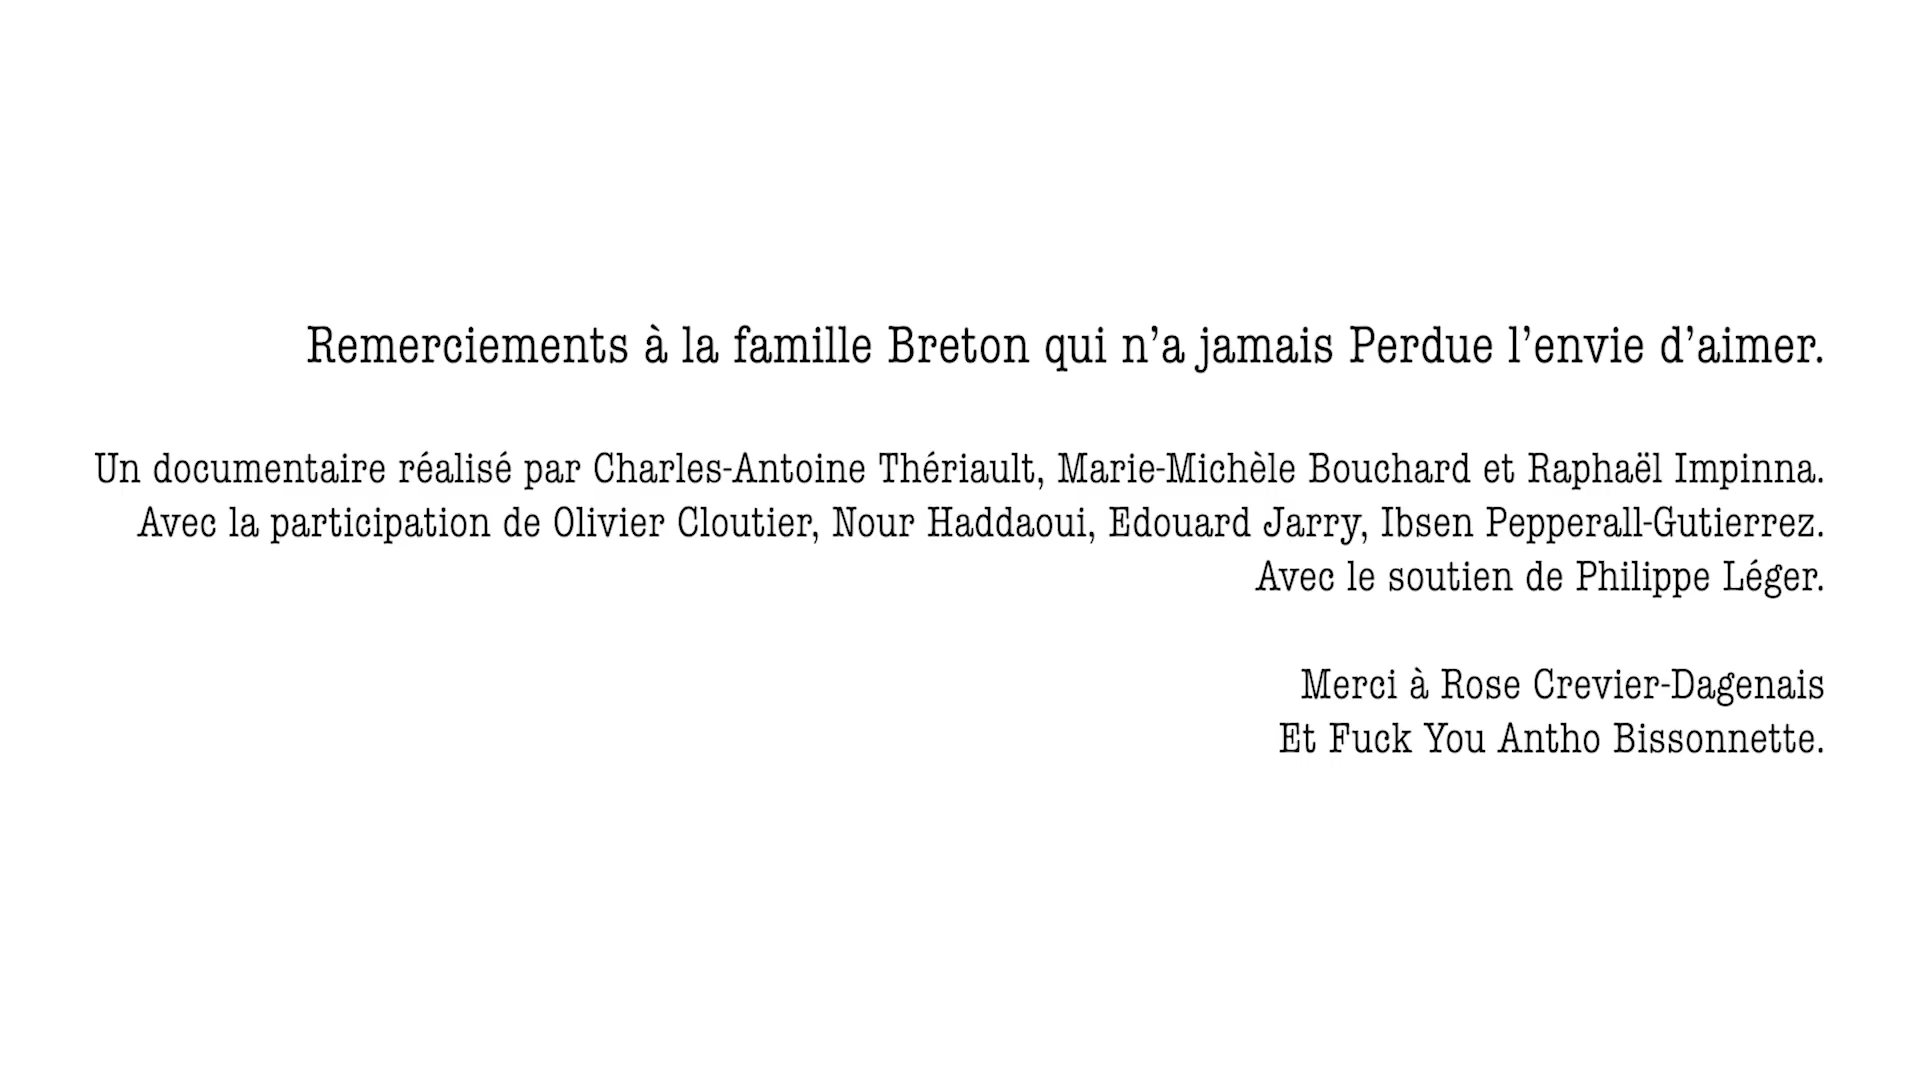 Remerciements à la famille Breton qui n’a jamais Perdue l’envie d’aimer.
Un documentaire réalisé par Charles-Antoine Thériault, Marie-Michèle Bouchard et Raphaël Impinna.
Avec la participation de Olivier Cloutier, Nour Haddaoui, Edouard Jarry, Ibsen Pepperall-Gutierrez.
Avec le soutien de Philippe Léger.
Merci à Rose Crevier-Dagenais
Et Fuck You Antho Bissonnette.